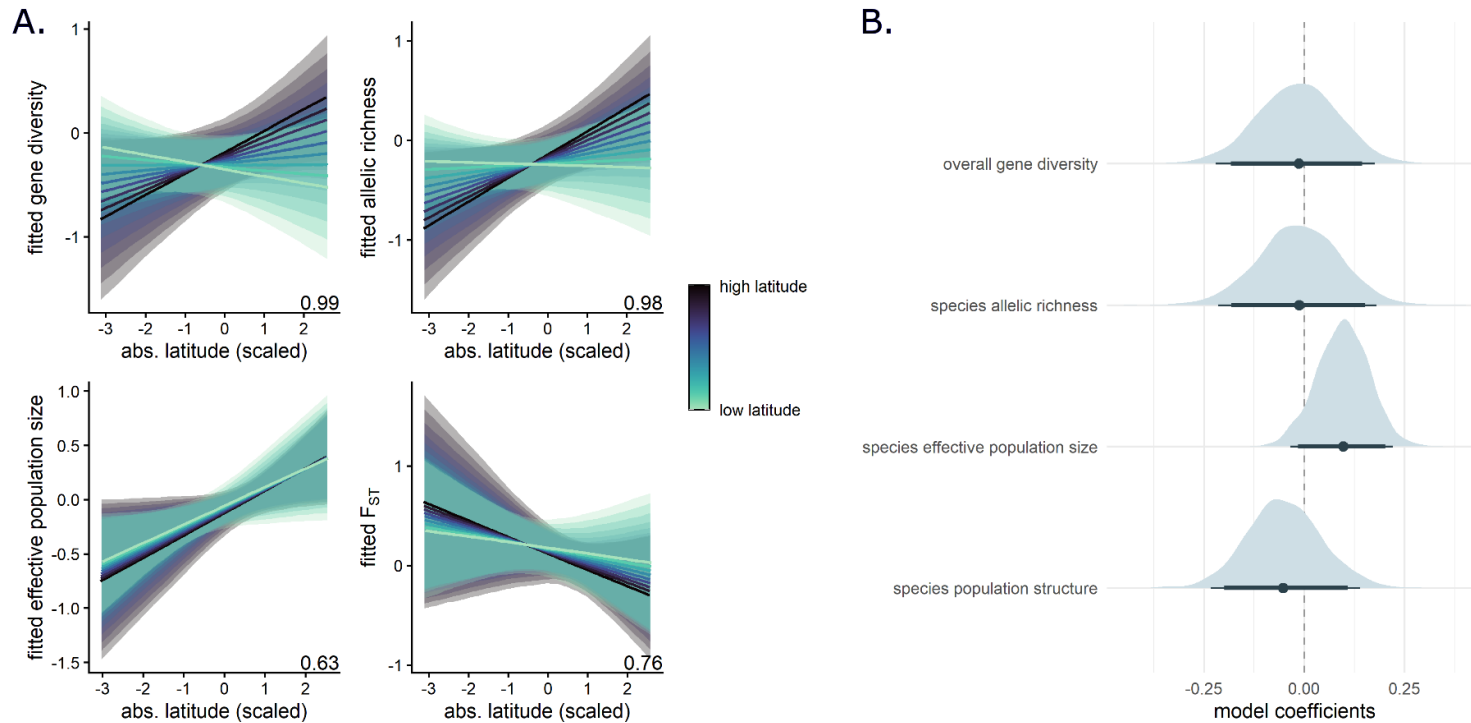 A.
fitted gene diversity
1
0
-1
0.99
-3 -2 -1 0 1 2
abs. latitude (scaled)
fitted allelic richness
1
0
-1
0.98
-3 -2 -1 0 1 2
abs. latitude (scaled)
high latitude
low latitude
fitted effective population size
1.0
0.5
0.0
-0.5
-1.0
-1.5
0.63
-3 -2 -1 0 1 2
abs. latitude (scaled)
fitted FST
1
0
-1
0.76
-3 -2 -1 0 1 2
abs. latitude (scaled)
B.
overall gene diversity
species allelic richness
species effective population size
species population structure
-0.25 0.00 0.25
model coefficients